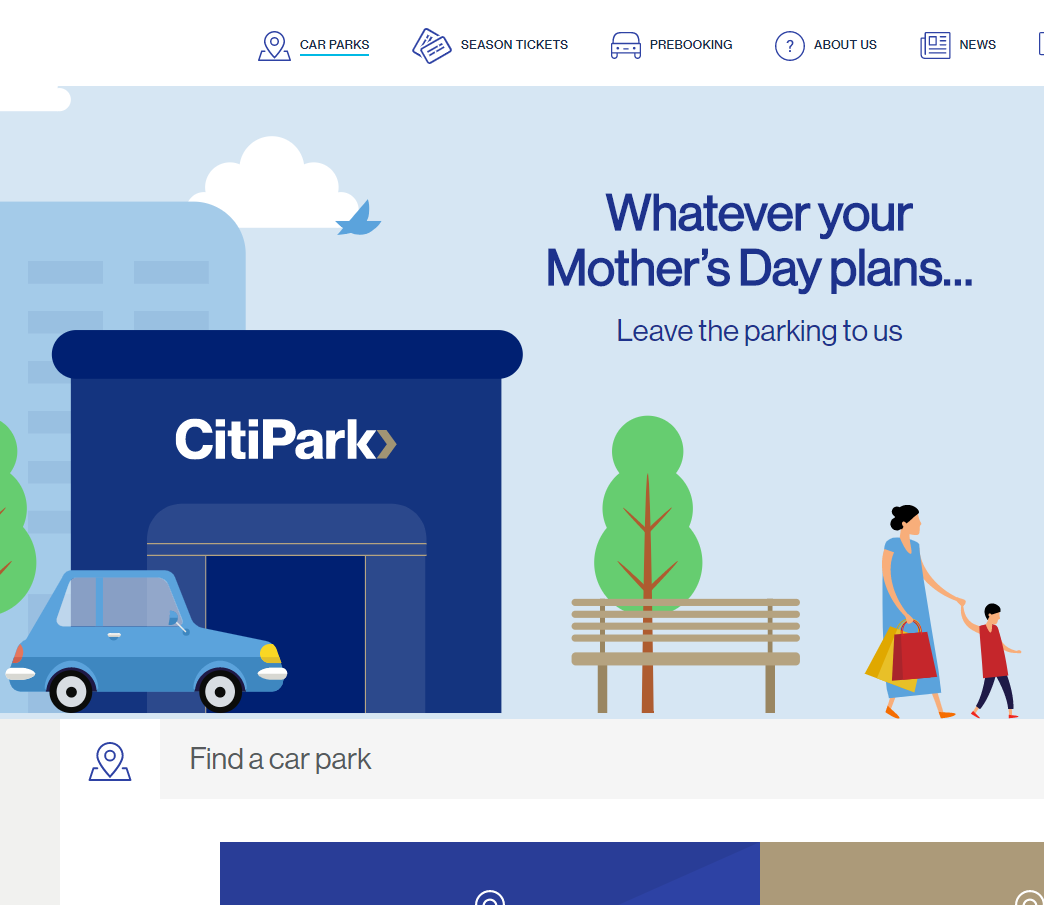 CAR PARKS
SEASON TICKETS
PREBOOKING
?
ABOUT US
NEWS
Whatever your
Mother’s Day plans...
Leave the parking to us
CitiPark
Find a car park